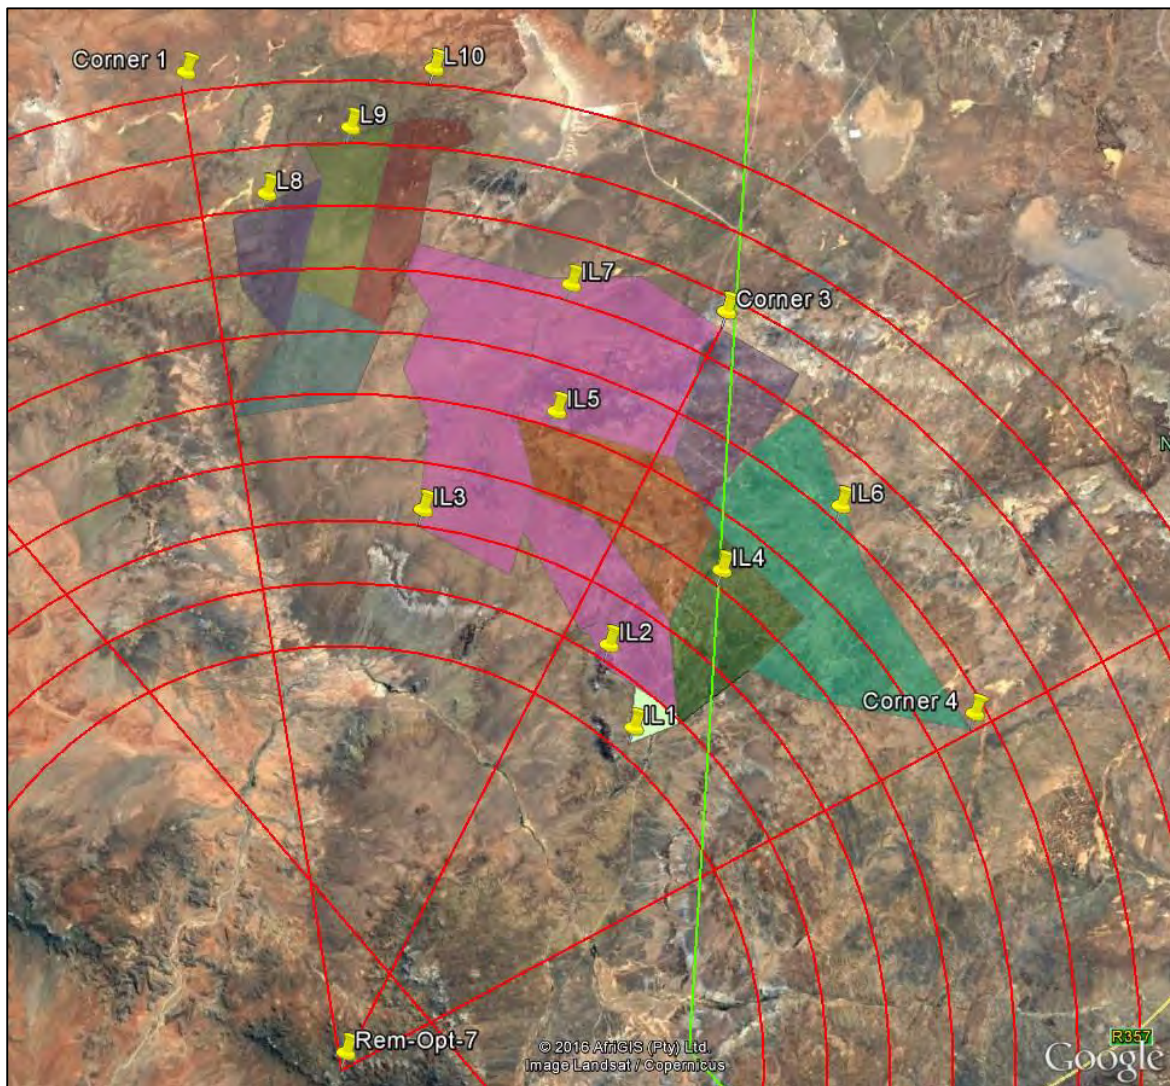 Corner 1
L10
L9
L8
IL7
Corner 3
IL5
N
IL3
IL6
IL4
IL2
Corner 4
IL1
Rem-Opt-7
© 2016 AfriGIS (Pty) Ltd.
Image Landsat / Copernicus
R357
Google